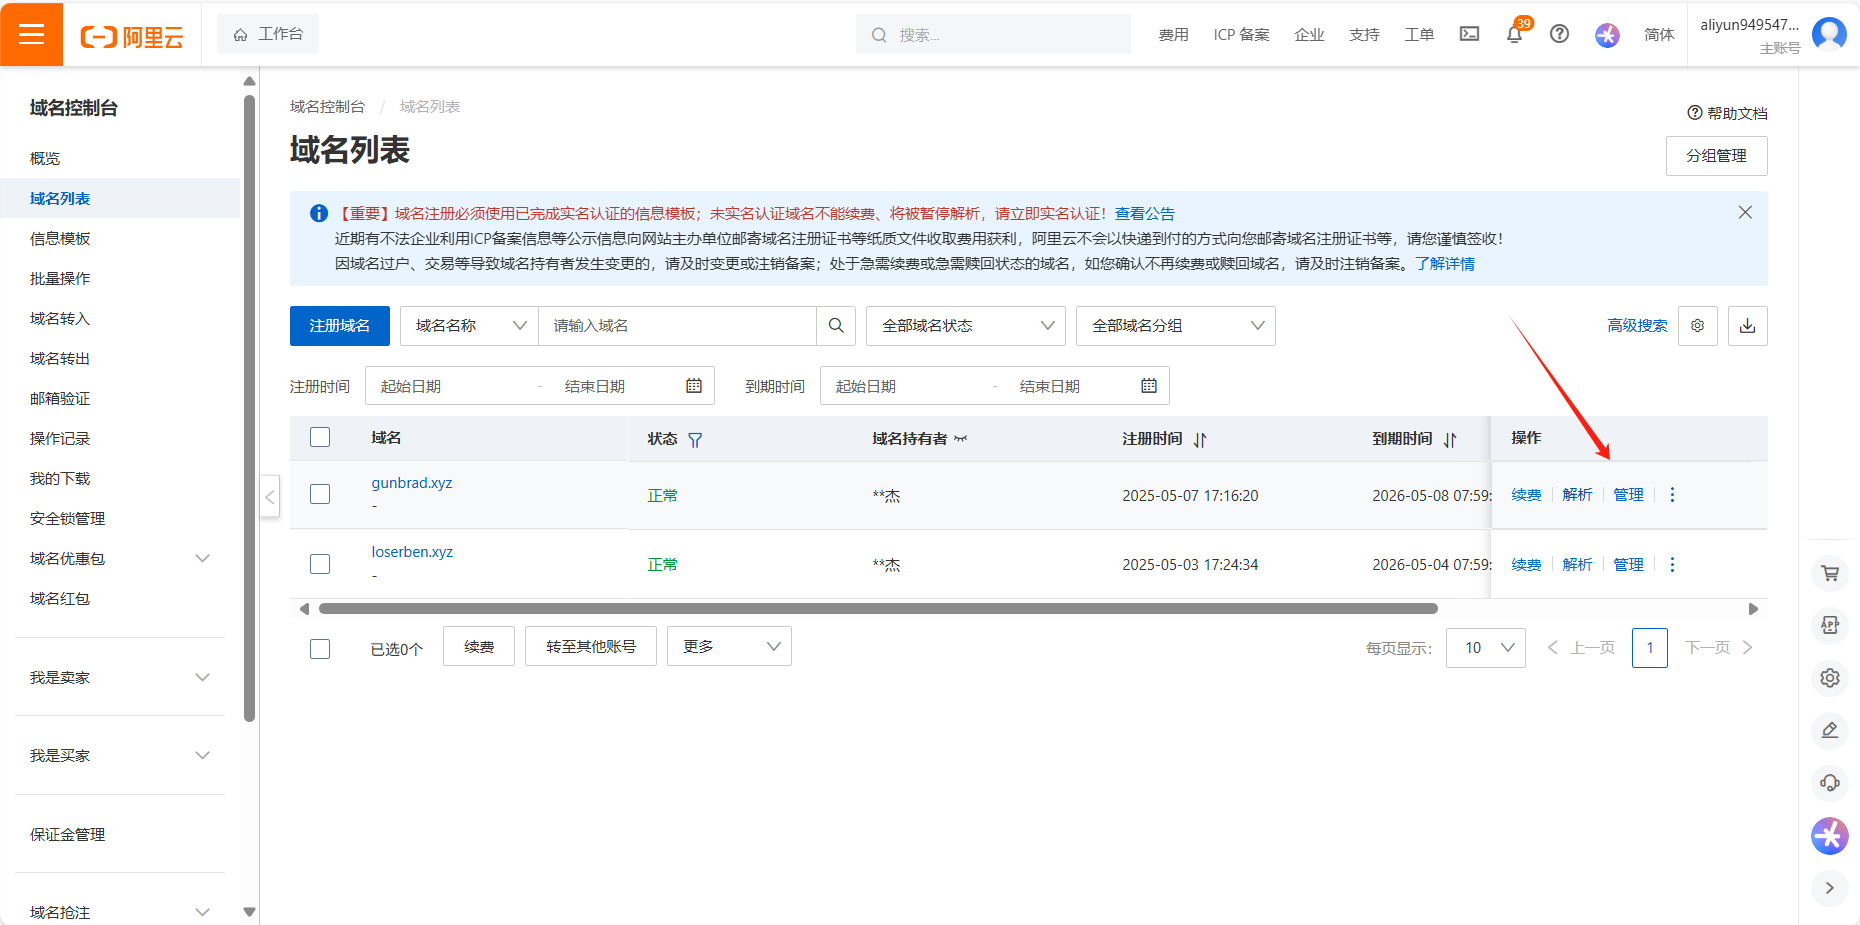 阿里云
工作台
搜索...
费用
ICP 备案
企业
支持
工单
39
简体
aliyun949547...
主账号
域名控制台
概览
域名列表
信息模板
批量操作
域名转入
域名转出
邮箱验证
操作记录
我的下载
安全锁管理
域名优惠包
域名红包
我是卖家
我是买家
保证金管理
域名抢注
域名控制台 / 域名列表
帮助文档
域名列表
分组管理
【重要】域名注册必须使用已完成实名认证的信息模板；未实名认证域名不能续费、将被暂停解析，请立即实名认证！查看公告
近期有不法企业利用ICP备案信息等公示信息向网站主办单位邮寄域名注册证书等纸质文件收取费用获利，阿里云不会以快递到付的方式向您邮寄域名注册证书等，请您谨慎签收！
因域名过户、交易等导致域名持有者发生变更的，请及时变更或注销备案；处于急需续费或急需赎回状态的域名，如您确认不再续费或赎回域名，请及时注销备案。了解详情
注册域名 域名名称 请输入域名 全部域名状态 全部域名分组 高级搜索
注册时间 起始日期 - 结束日期 到期时间 起始日期 - 结束日期
域名 状态 域名持有者 注册时间 到期时间 操作
gunbrad.xyz
-
正常 **杰 2025-05-07 17:16:20 2026-05-08 07:59: 续费 解析 管理
loserben.xyz
-
正常 **杰 2025-05-03 17:24:34 2026-05-04 07:59: 续费 解析 管理
已选0个 续费 转至其他账号 更多 每页显示： 10 上一页 1 下一页
API